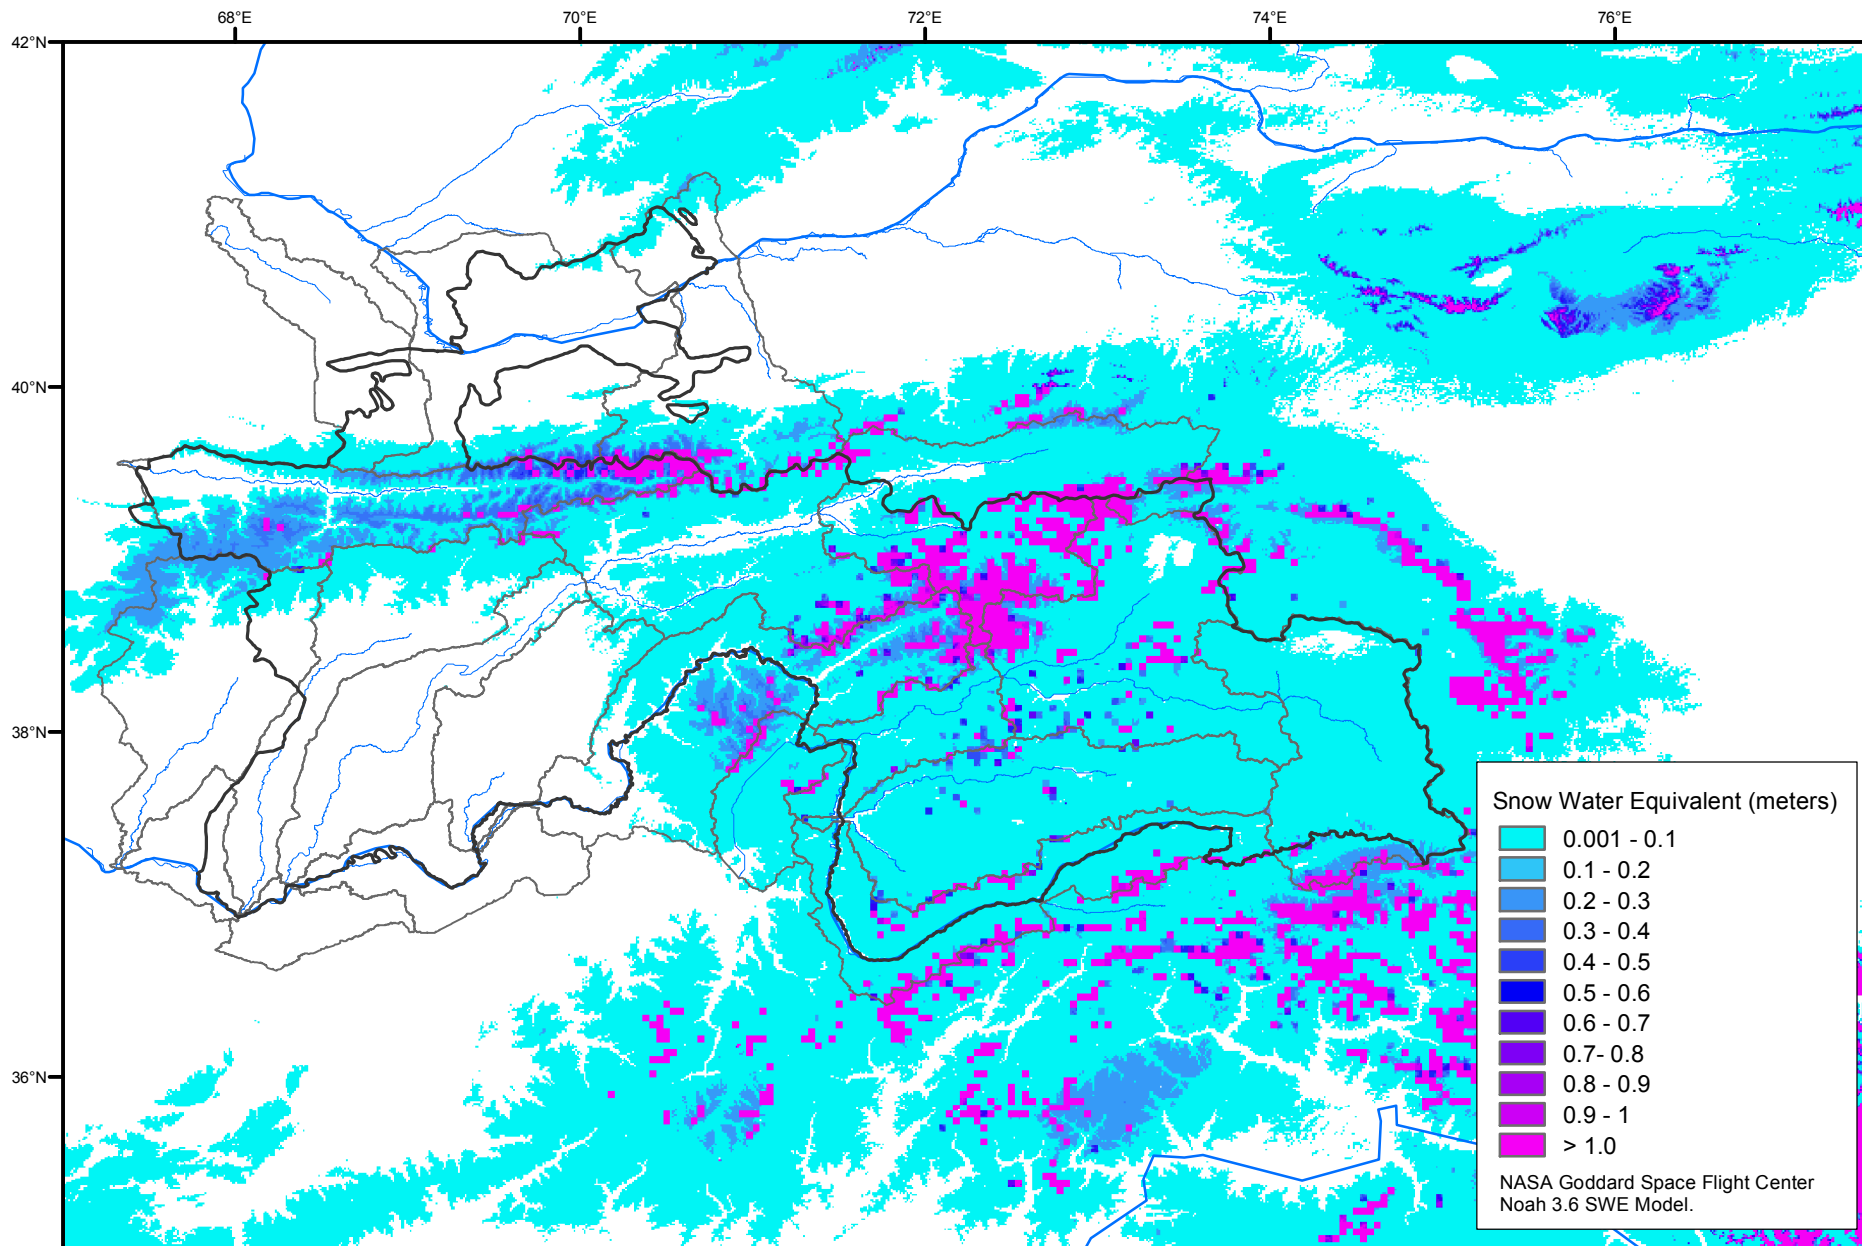 68°E
70°E
72°E
74°E
76°E
42°N
40°N
38°N
36°N
Snow Water Equivalent (meters)
0.001 - 0.1
0.1 - 0.2
0.2 - 0.3
0.3 - 0.4
0.4 - 0.5
0.5 - 0.6
0.6 - 0.7
0.7- 0.8
0.8 - 0.9
0.9 - 1
> 1.0
NASA Goddard Space Flight Center
Noah 3.6 SWE Model.